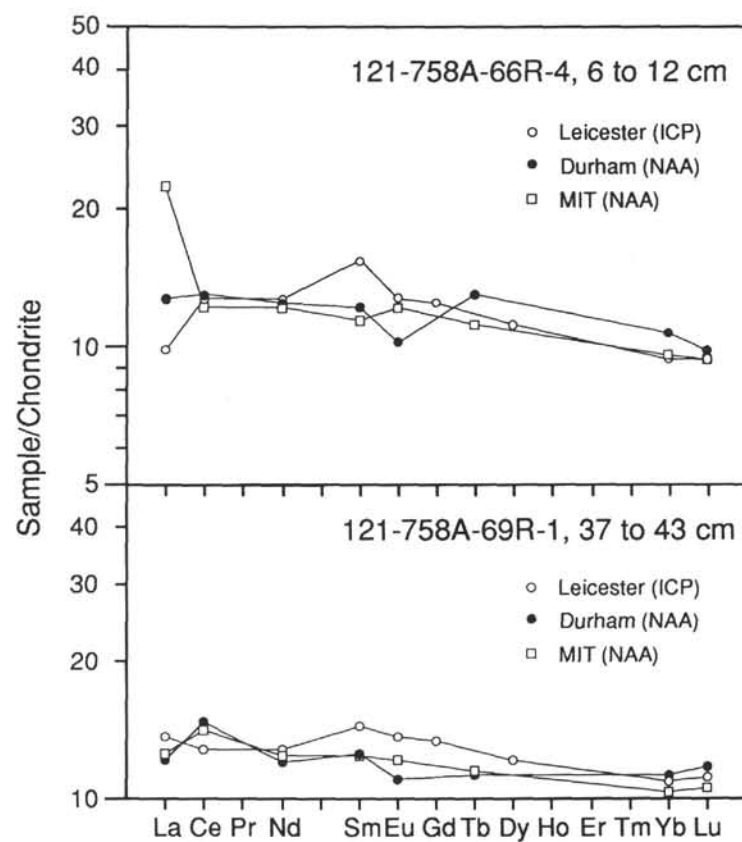 50
40
30
20
10
5
121-758A-66R-4, 6 to 12 cm
Leicester (ICP)
Durham (NAA)
MIT (NAA)
Sample/Chondrite
40
30
20
10
121-758A-69R-1, 37 to 43 cm
Leicester (ICP)
Durham (NAA)
MIT (NAA)
La Ce Pr Nd Sm Eu Gd Tb Dy Ho Er Tm Yb Lu